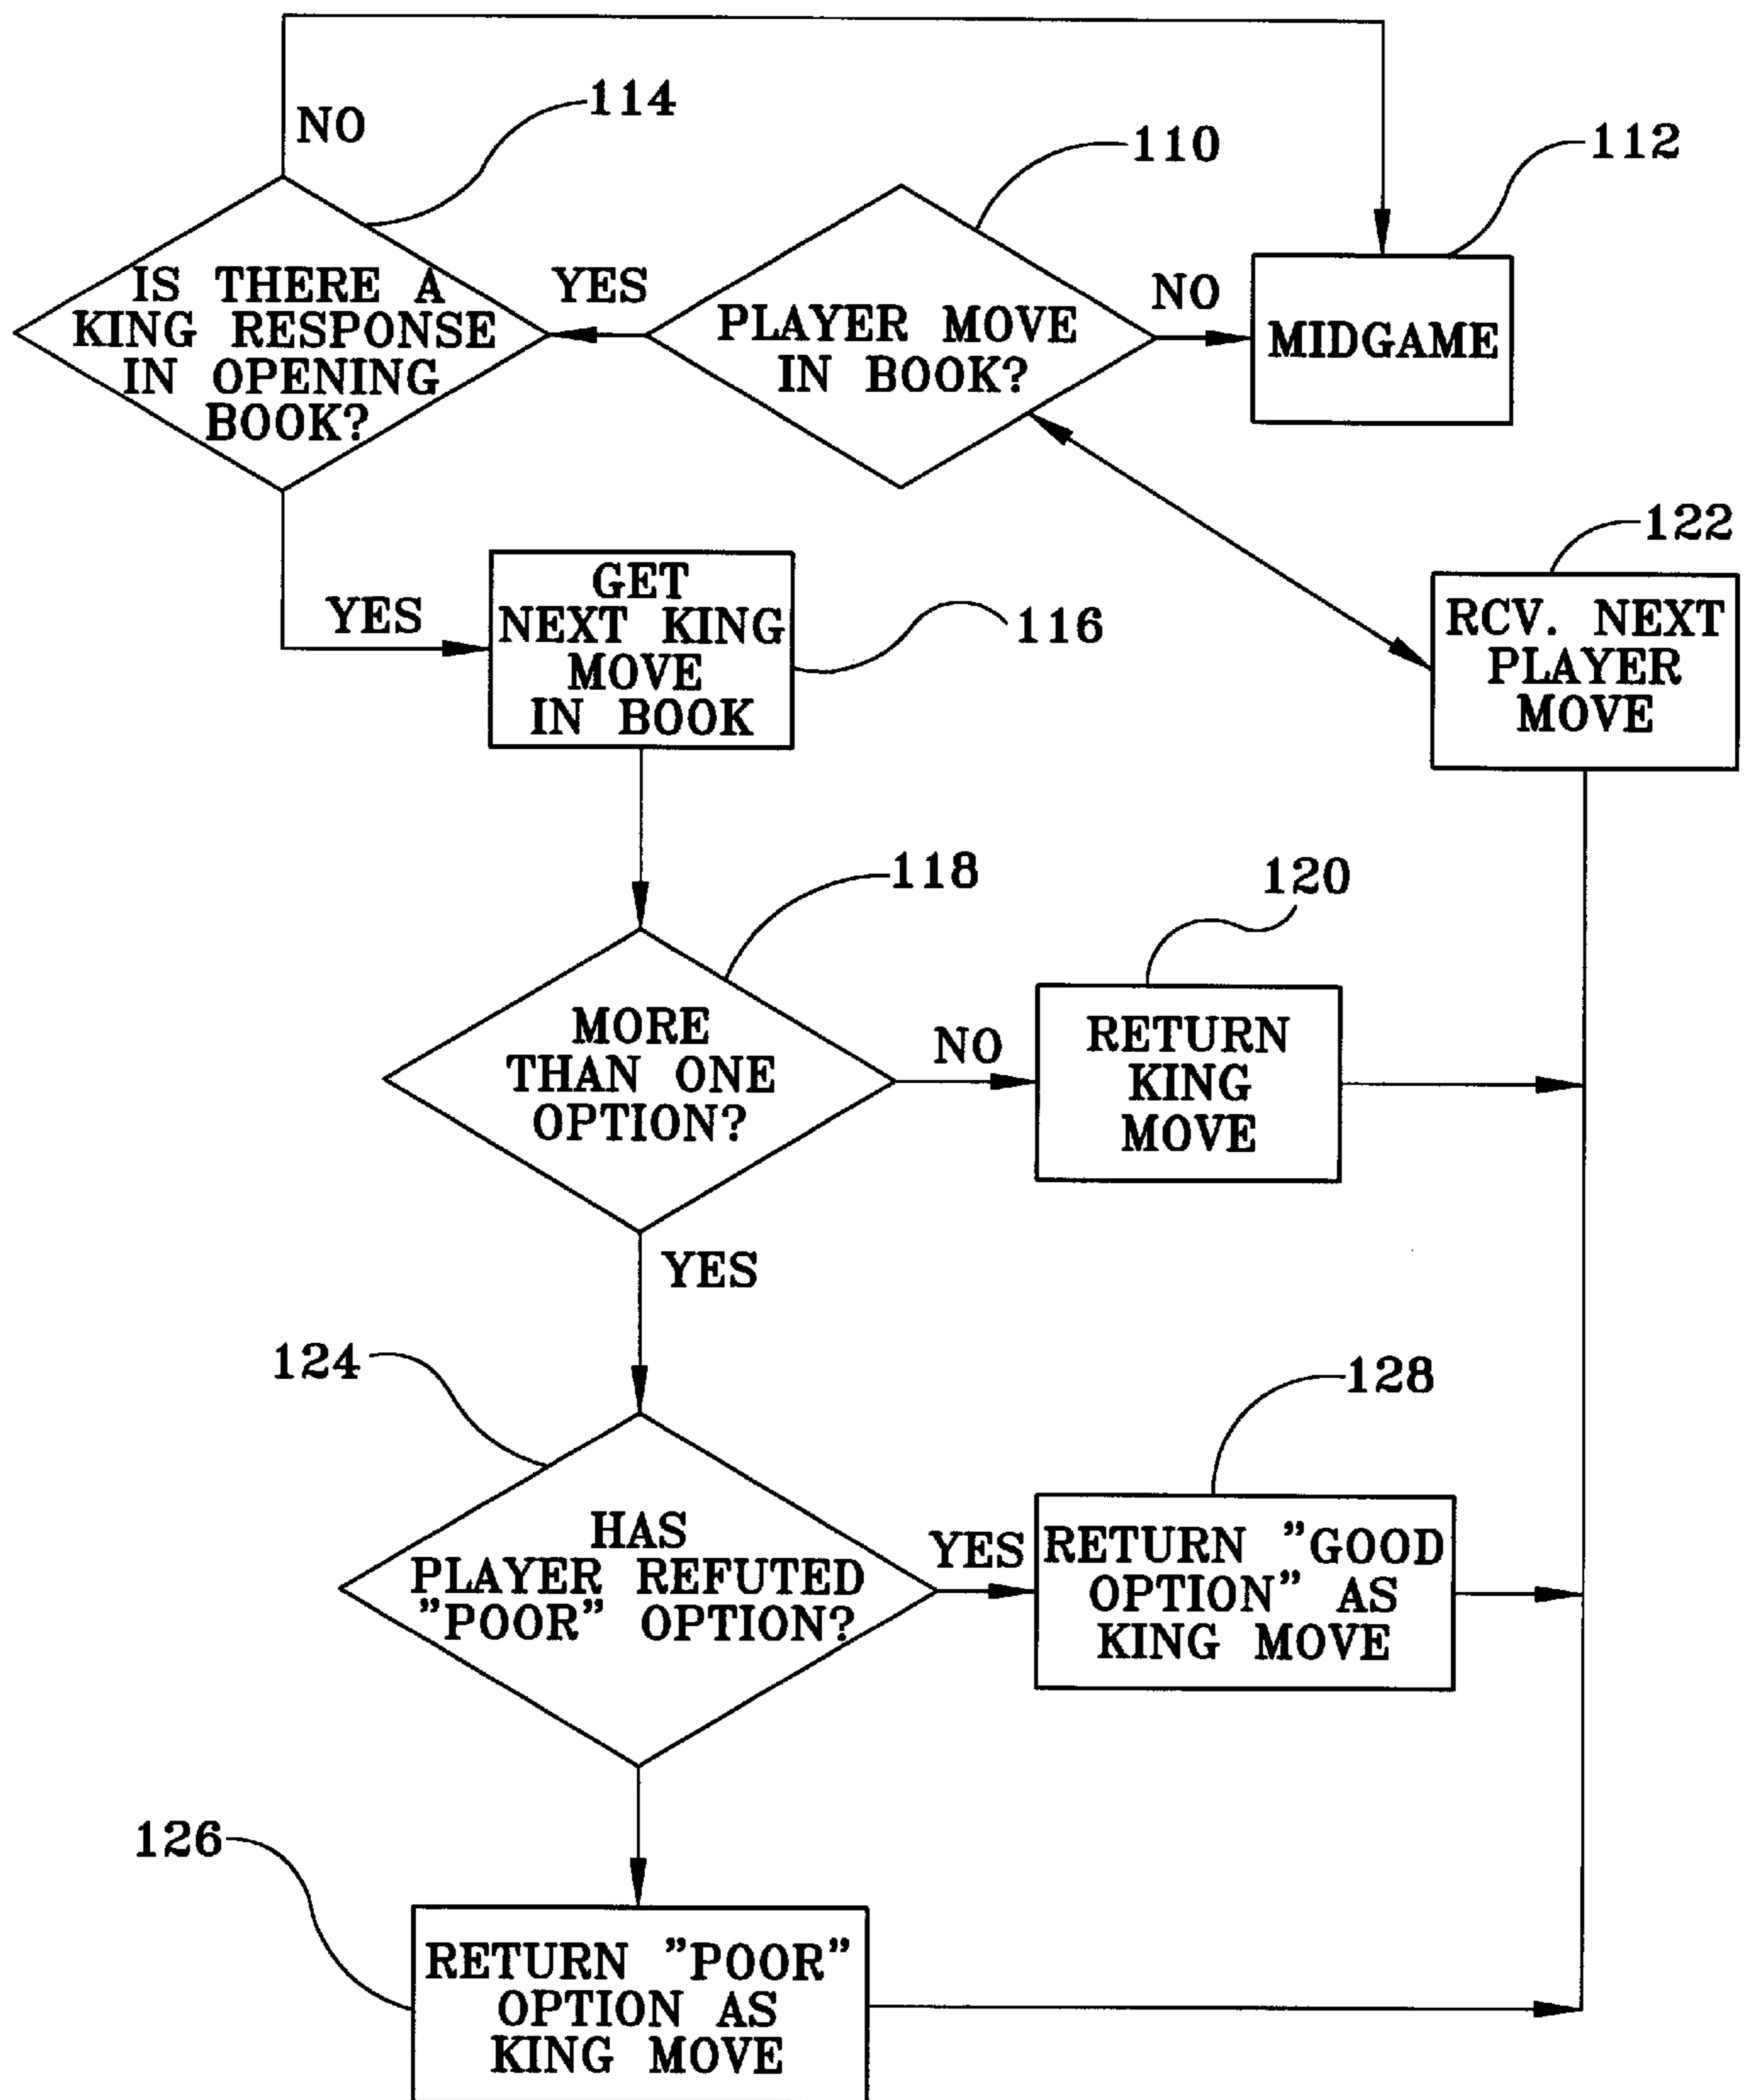 NO
114
110
112
IS THERE A
KING RESPONSE
IN OPENING
BOOK?
YES
PLAYER MOVE
IN BOOK?
NO
MIDGAME
122
RCV. NEXT
PLAYER
MOVE
YES
GET
NEXT KING
MOVE
IN BOOK
116
118
120
MORE
THAN ONE
OPTION?
NO
RETURN
KING
MOVE
YES
124
128
HAS
PLAYER REFUTED
"POOR" OPTION?
YES
RETURN "GOOD
OPTION" AS
KING MOVE
126
RETURN "POOR"
OPTION AS
KING MOVE